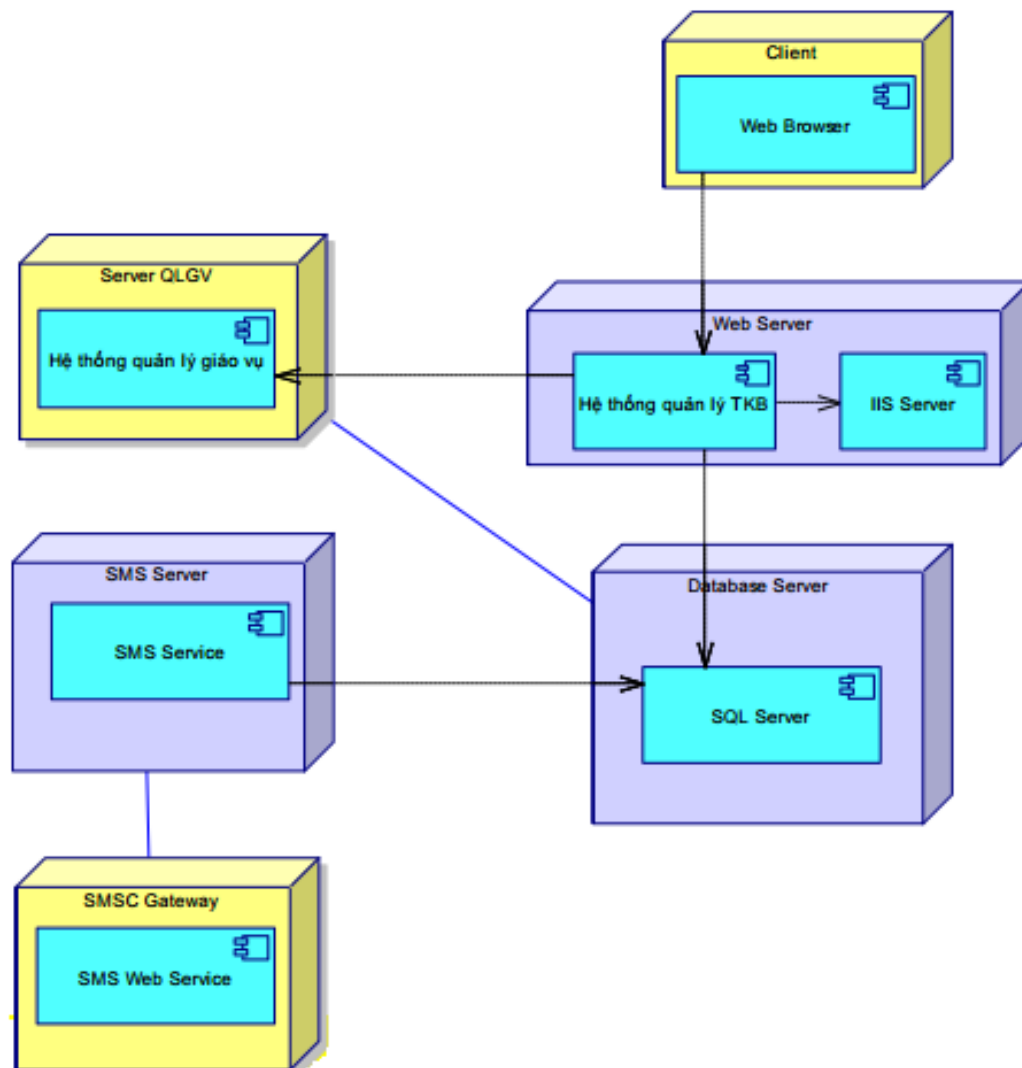 Client
Web Browser
Server QLGV
Hệ thống quản lý giáo vụ
Web Server
Hệ thống quản lý TKB
IIS Server
SMS Server
SMS Service
Database Server
SQL Server
SMSC Gateway
SMS Web Service